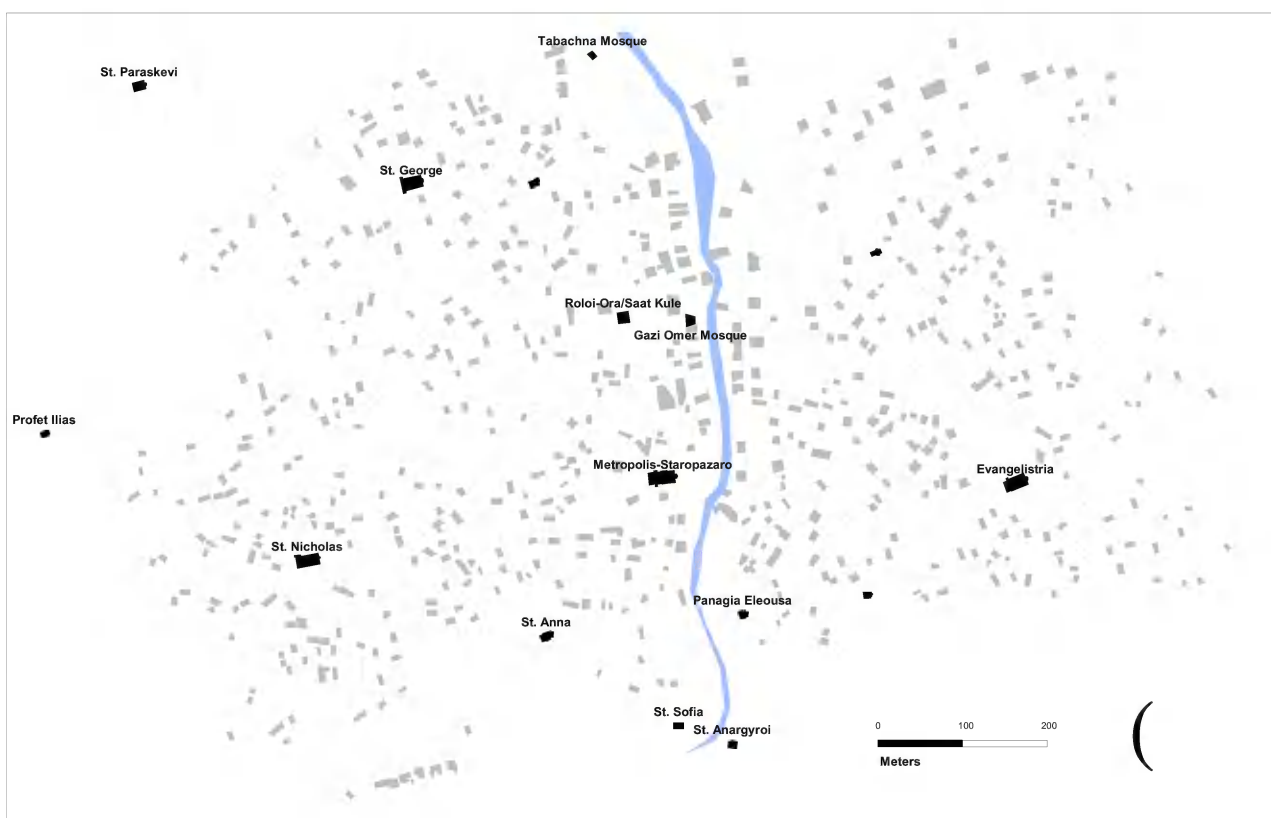 Tabachna Mosque
St. Paraskevi
St. George
Roloi-Ora/Saat Kule
Gazi Omer Mosque
Profet Ilias
Metropolis-Staropazaro
Evangelistria
St. Nicholas
Panagia Eleousa
St. Anna
St. Sofia
St. Anargyroi
0 100 200
Meters
(